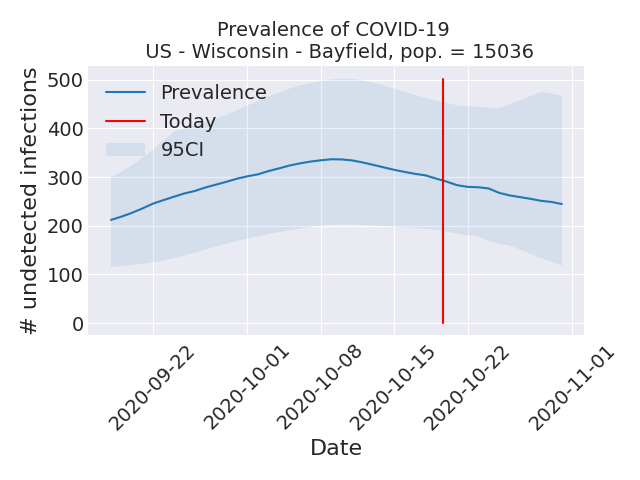 Prevalence of COVID-19
US - Wisconsin - Bayfield, pop. = 15036
# undetected infections
500
400
300
200
100
0
Prevalence
Today
95CI
2020-09-22
2020-10-01
2020-10-08
2020-10-15
2020-10-22
2020-11-01
Date